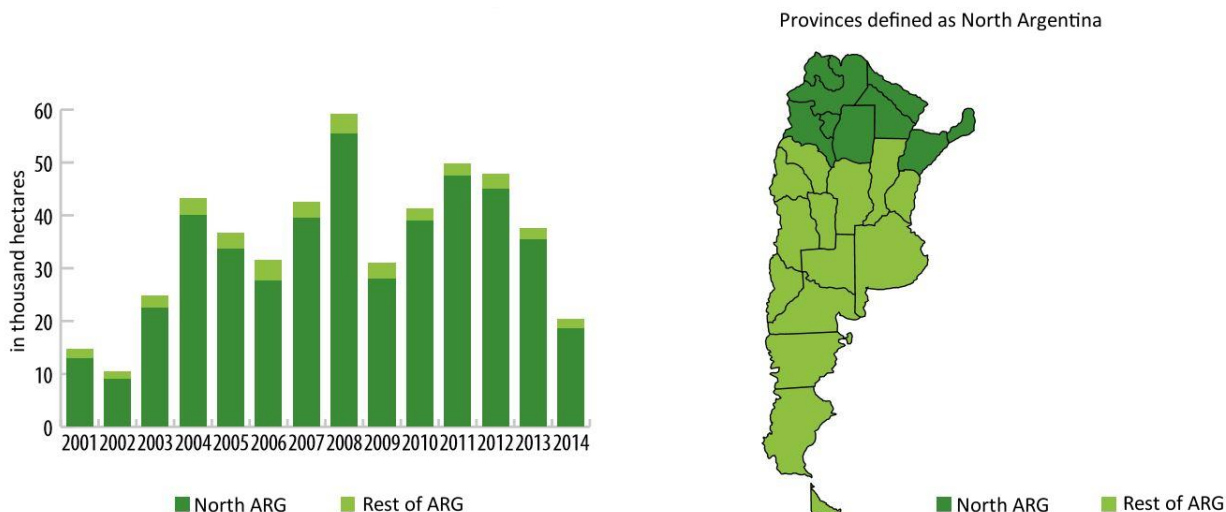 Provinces defined as North Argentina
in thousand hectares
60
50
40
30
20
10
0
2001 2002 2003 2004 2005 2006 2007 2008 2009 2010 2011 2012 2013 2014
North ARG Rest of ARG
North ARG Rest of ARG